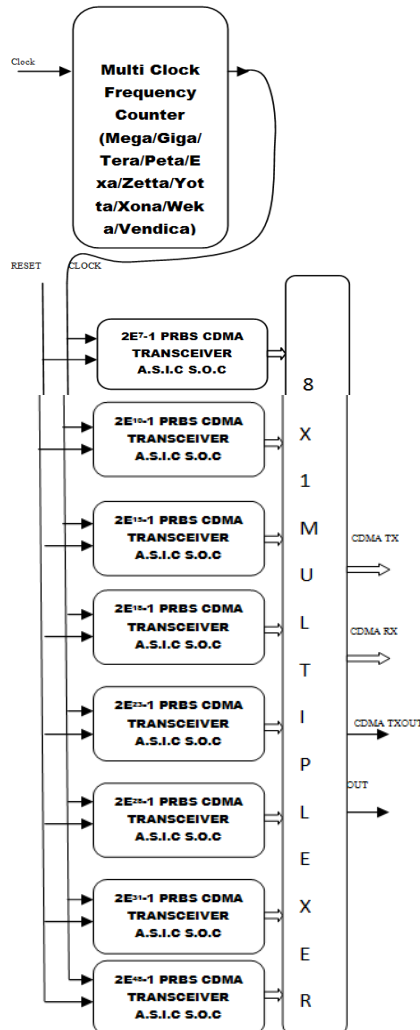 Clock
Multi Clock
Frequency
Counter
(Mega/Giga/
Tera/Peta/E
xa/Zetta/Yot
ta/Xona/Wek
a/Vendica)
RESET
CLOCK
2E7-1 PRBS CDMA
TRANSCEIVER
A.S.I.C S.O.C
2E10-1 PRBS CDMA
TRANSCEIVER
A.S.I.C S.O.C
2E15-1 PRBS CDMA
TRANSCEIVER
A.S.I.C S.O.C
2E18-1 PRBS CDMA
TRANSCEIVER
A.S.I.C S.O.C
2E23-1 PRBS CDMA
TRANSCEIVER
A.S.I.C S.O.C
2E28-1 PRBS CDMA
TRANSCEIVER
A.S.I.C S.O.C
2E31-1 PRBS CDMA
TRANSCEIVER
A.S.I.C S.O.C
2E48-1 PRBS CDMA
TRANSCEIVER
A.S.I.C S.O.C
8
X
1
M
U
L
T
I
P
L
E
X
E
R
CDMA TX
CDMA RX
CDMA TXOUT
OUT